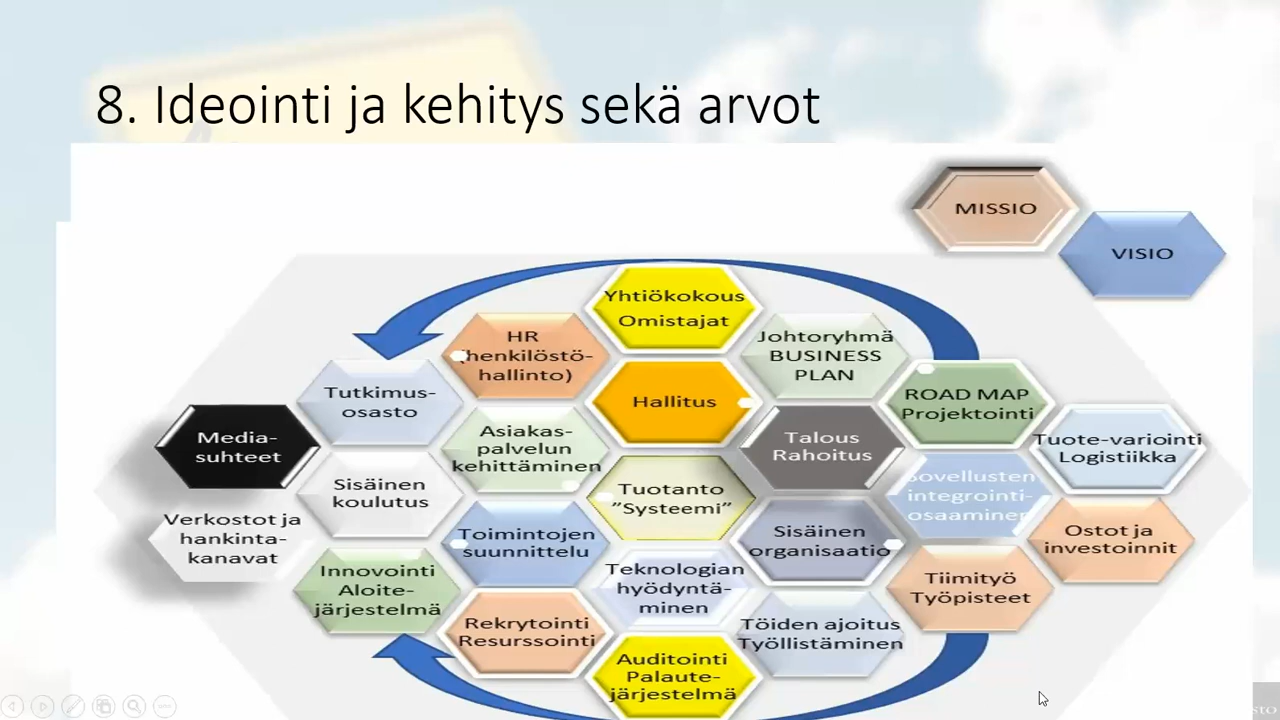 8. Ideointi ja kehitys sekä arvot
MISSIO
VISIO
Yhtiökokous
Omistajat
HR
(henkilöstö-
hallinto)
Johtoryhmä
BUSINESS
PLAN
Tutkimus-
osasto
Hallitus
ROAD MAP
Projektointi
Media-
suhteet
Asiakas-
palvelun
kehittäminen
Talous
Rahoitus
Tuote-variointi
Logistiikka
Sisäinen
koulutus
Tuotanto
”Systeemi”
Sovellusten
integrointi-
osaaminen
Verkostot ja
hankinta-
kanavat
Toimintojen
suunnittelu
Sisäinen
organisaatio
Ostot ja
investoinnit
Innovointi
Aloite-
järjestelmä
Teknologian
hyödyntä-
minen
Tiimityö
Työpisteet
Rekrytointi
Resurssointi
Töiden ajoitus
Työllistäminen
Auditointi
Palaute-
järjestelmä